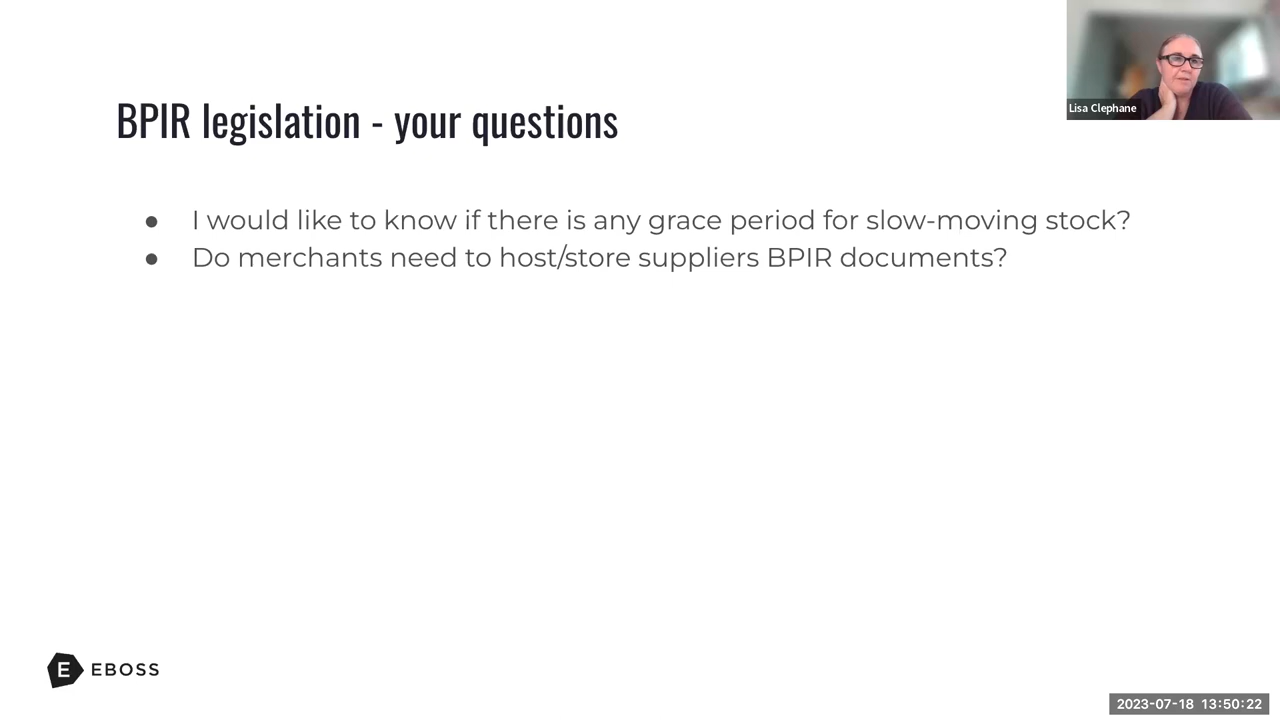 Lisa Clephane
BPIR legislation - your questions
● I would like to know if there is any grace period for slow-moving stock?
● Do merchants need to host/store suppliers BPIR documents?
E EBOSS
2023-07-18 13:50:22